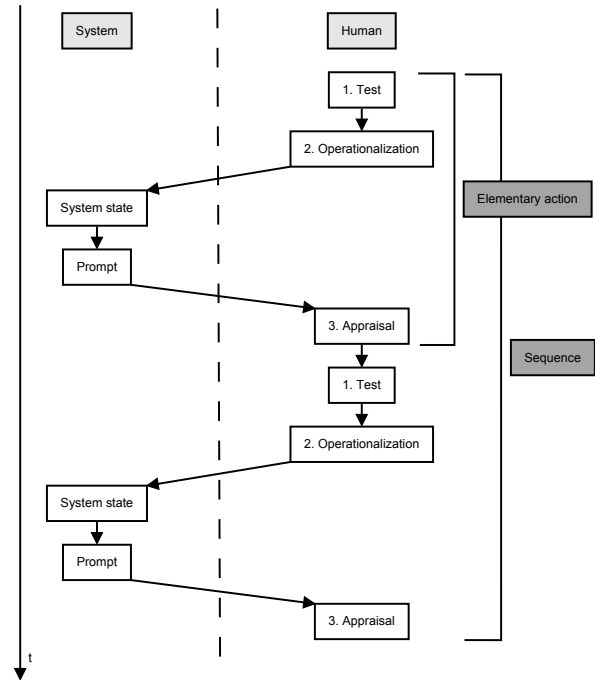 System
Human
1. Test
2. Operationalization
System state
Elementary action
Prompt
3. Appraisal
Sequence
1. Test
2. Operationalization
System state
Prompt
3. Appraisal
t